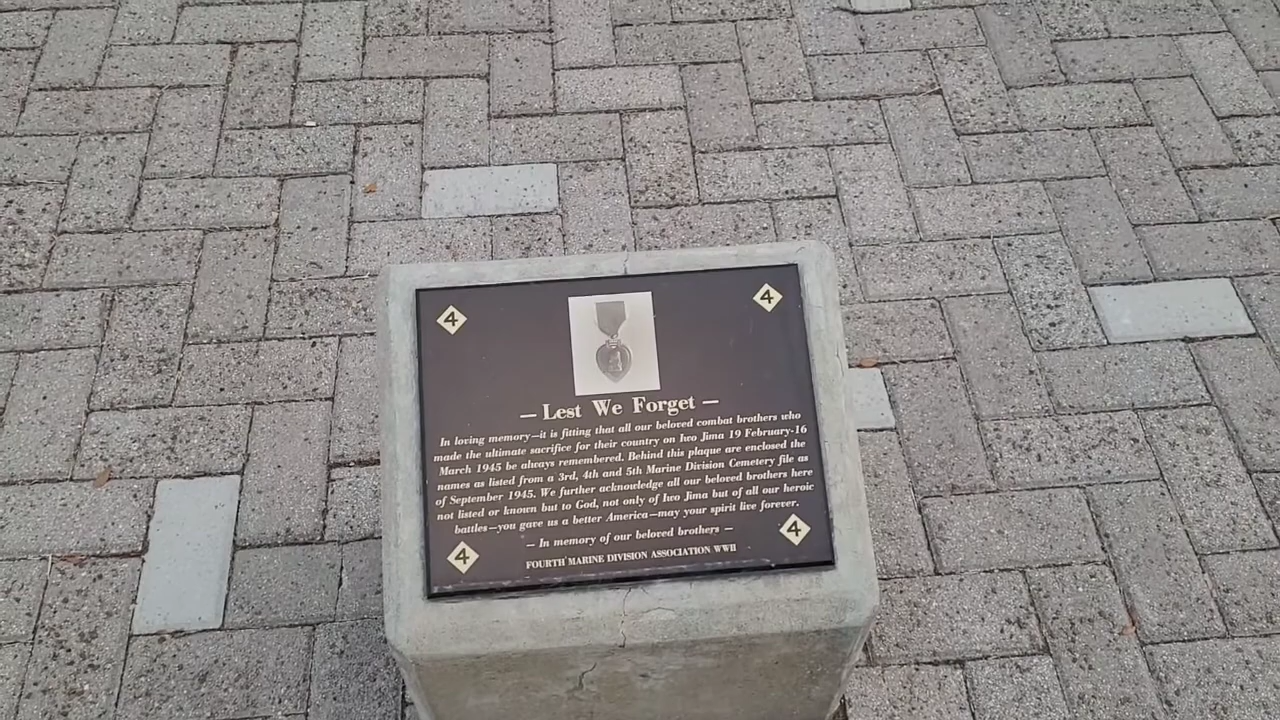 4
4
— Lest We Forget —
In loving memory—it is fitting that all our beloved combat brothers who
made the ultimate sacrifice for their country on Iwo Jima 19 February-16
March 1945 be always remembered. Behind this plaque are enclosed the
names as listed from a 3rd, 4th and 5th Marine Division Cemetery file as
of September 1945. We further acknowledge all our beloved brothers here
not listed or known but to God, not only of Iwo Jima but of all our heroic
battles—you gave us a better America—may your spirit live forever.
— In memory of our beloved brothers —
FOURTH MARINE DIVISION ASSOCIATION WWII
4
4